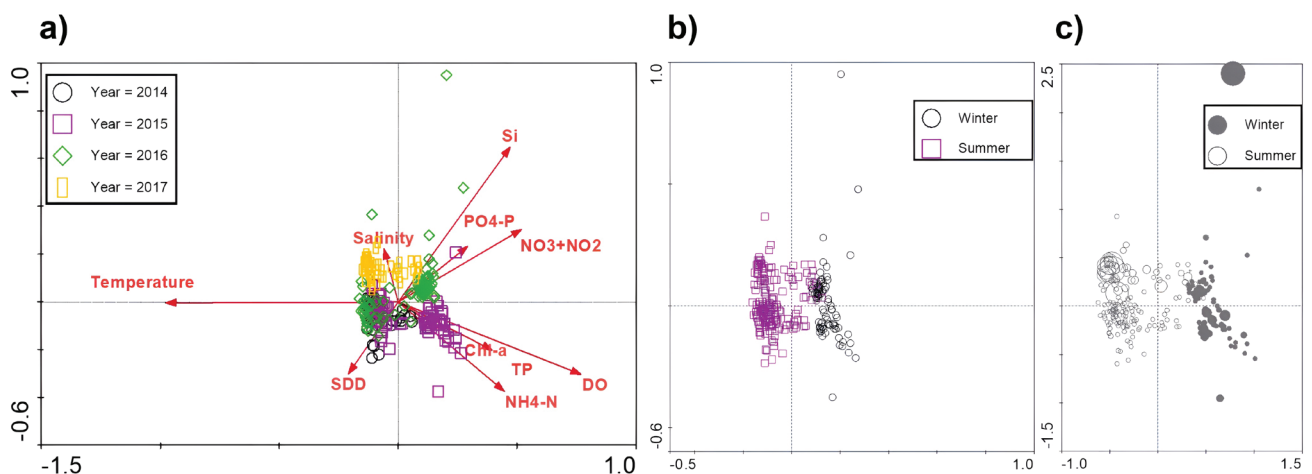 a)
1.0
-0.6
-1.5
1.0
Year = 2014
Year = 2015
Year = 2016
Year = 2017
Si
PO4-P
NO3+NO2
Salinity
Temperature
Chl-a
TP
DO
SDD
NH4-N
b)
1.0
-0.6
-0.5
1.0
Winter
Summer
c)
2.5
-1.5
-1.0
1.5
Winter
Summer